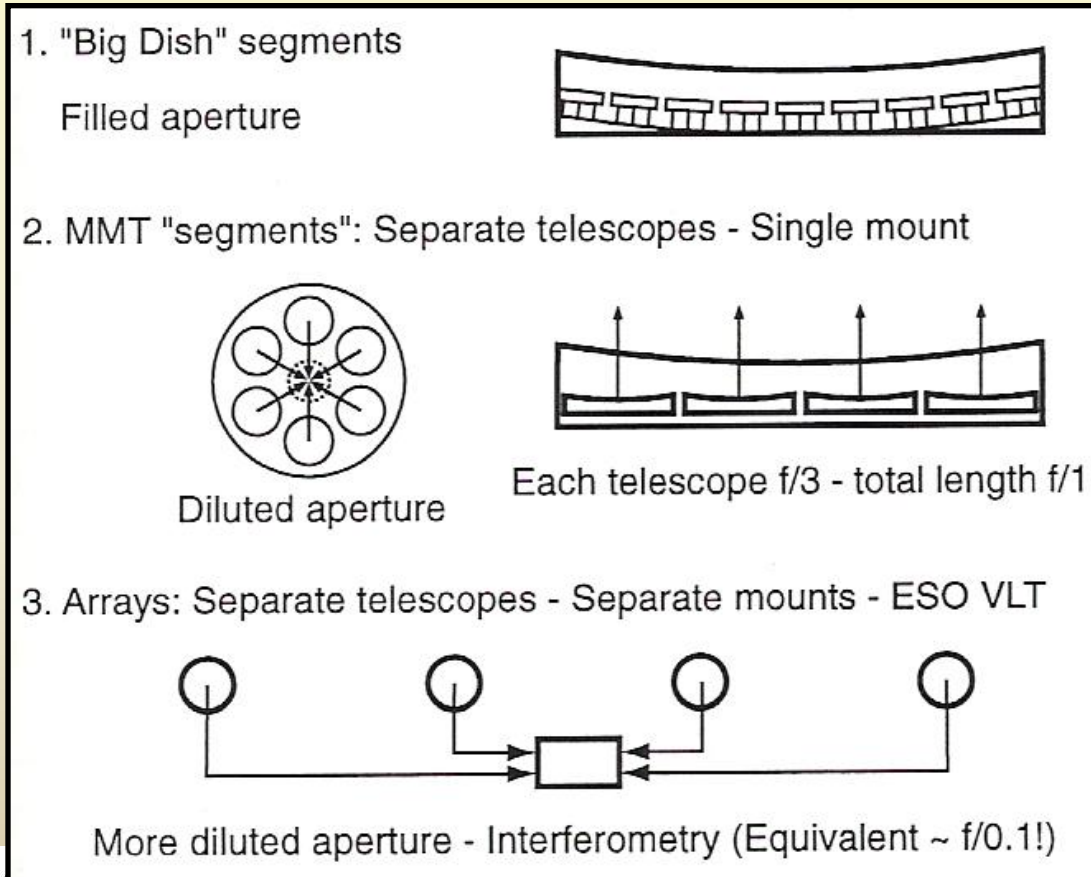 1. "Big Dish" segments
Filled aperture
2. MMT "segments": Separate telescopes - Single mount
Diluted aperture
Each telescope f/3 - total length f/1
3. Arrays: Separate telescopes - Separate mounts - ESO VLT
More diluted aperture - Interferometry (Equivalent ~ f/0.1!)